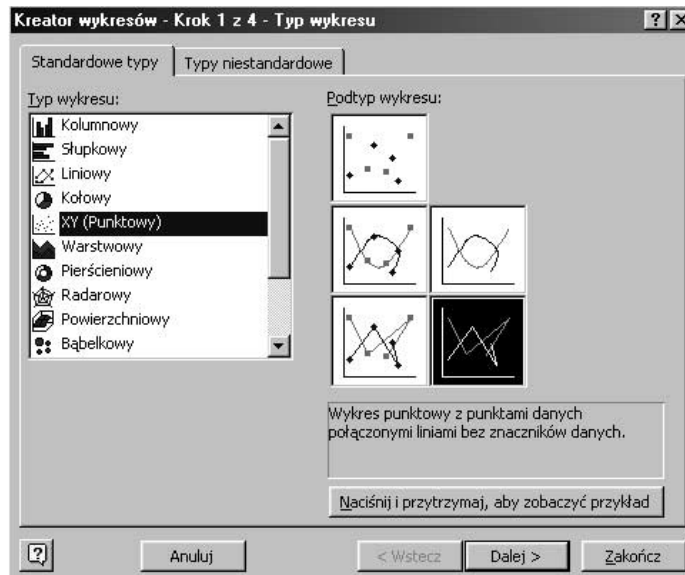 Kreator wykresów - Krok 1 z 4 - Typ wykresu
Standardowe typy
Typy niestandardowe
Typ wykresu:
Kolumnowy
Słupkowy
Liniowy
Kołowy
XY (Punktowy)
Warstwowy
Pierścieniowy
Radarowy
Powierzchniowy
Bąbelkowy
Podtyp wykresu:
Wykres punktowy z punktami danych
połączonymi liniami bez znaczników danych.
Naciśnij i przytrzymaj, aby zobaczyć przykład
Anuluj
< Wstecz
Dalej >
Zakończ